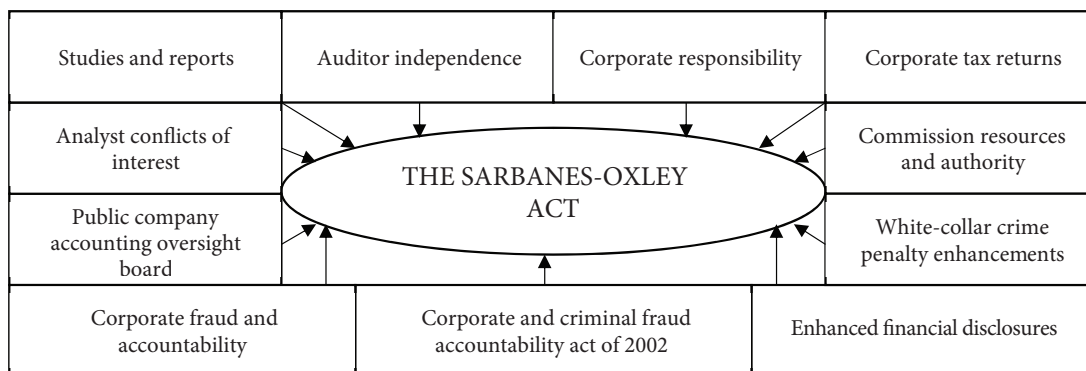 Studies and reports
Auditor independence
Corporate responsibility
Corporate tax returns
Analyst conflicts of
interest
THE SARBANES-OXLEY
ACT
Commission resources
and authority
Public company
accounting oversight
board
White-collar crime
penalty enhancements
Corporate fraud and
accountability
Corporate and criminal fraud
accountability act of 2002
Enhanced financial disclosures